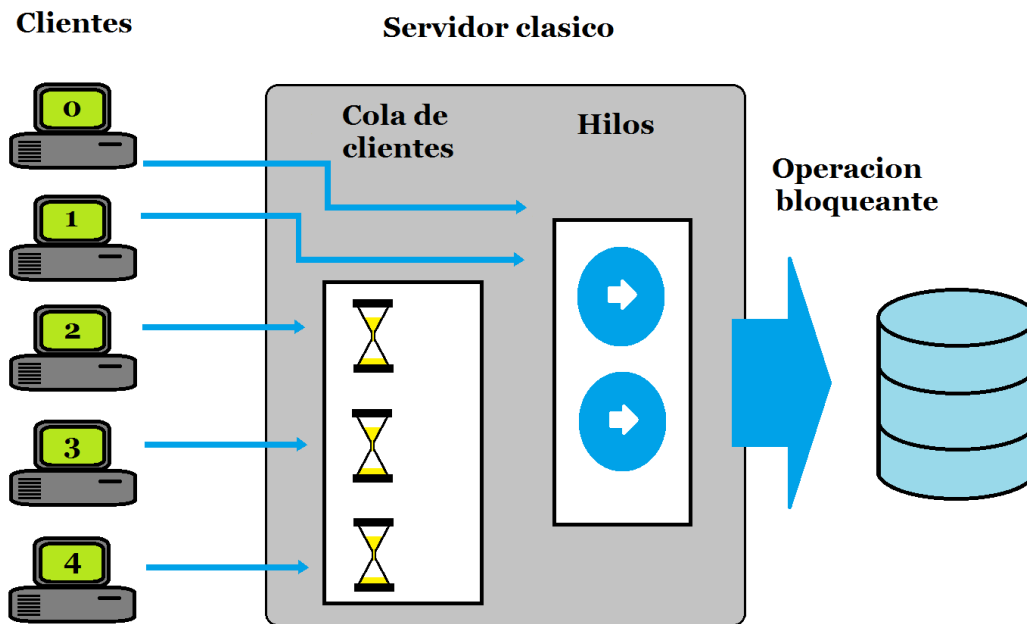 Clientes
Servidor clasico
0
Cola de
clientes
Hilos
Operacion
bloqueante
1
2
3
4